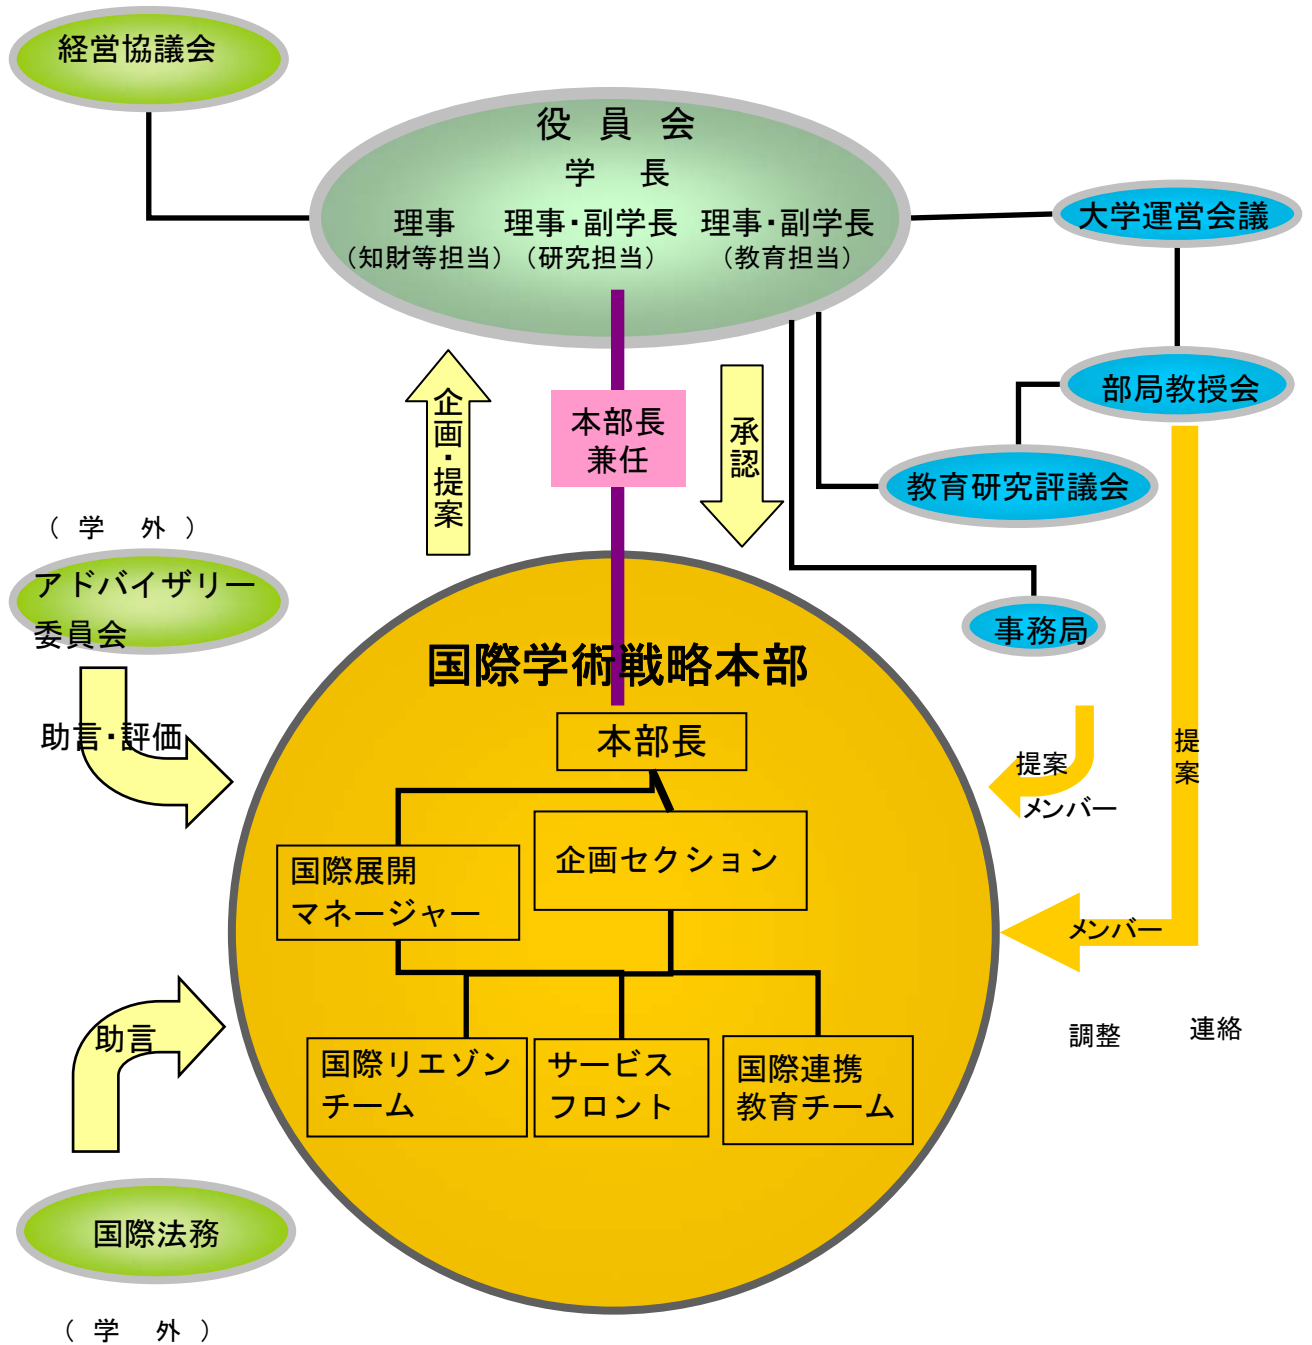 経営協議会
役 員 会
学 長
理事 理事・副学長 理事・副学長
（知財等担当）（研究担当） （教育担当）
大学運営会議
部局教授会
教育研究評議会
事務局
企画・提案
本部長
兼任
承認
（ 学 外 ）
アドバイザリー
委員会
助言・評価
国際学術戦略本部
本部長
国際展開
マネージャー
企画セクション
国際リエゾン
チーム
サービス
フロント
国際連携
教育チーム
提案
メンバー
提案
メンバー
調整
連絡
助言
国際法務
（ 学 外 ）